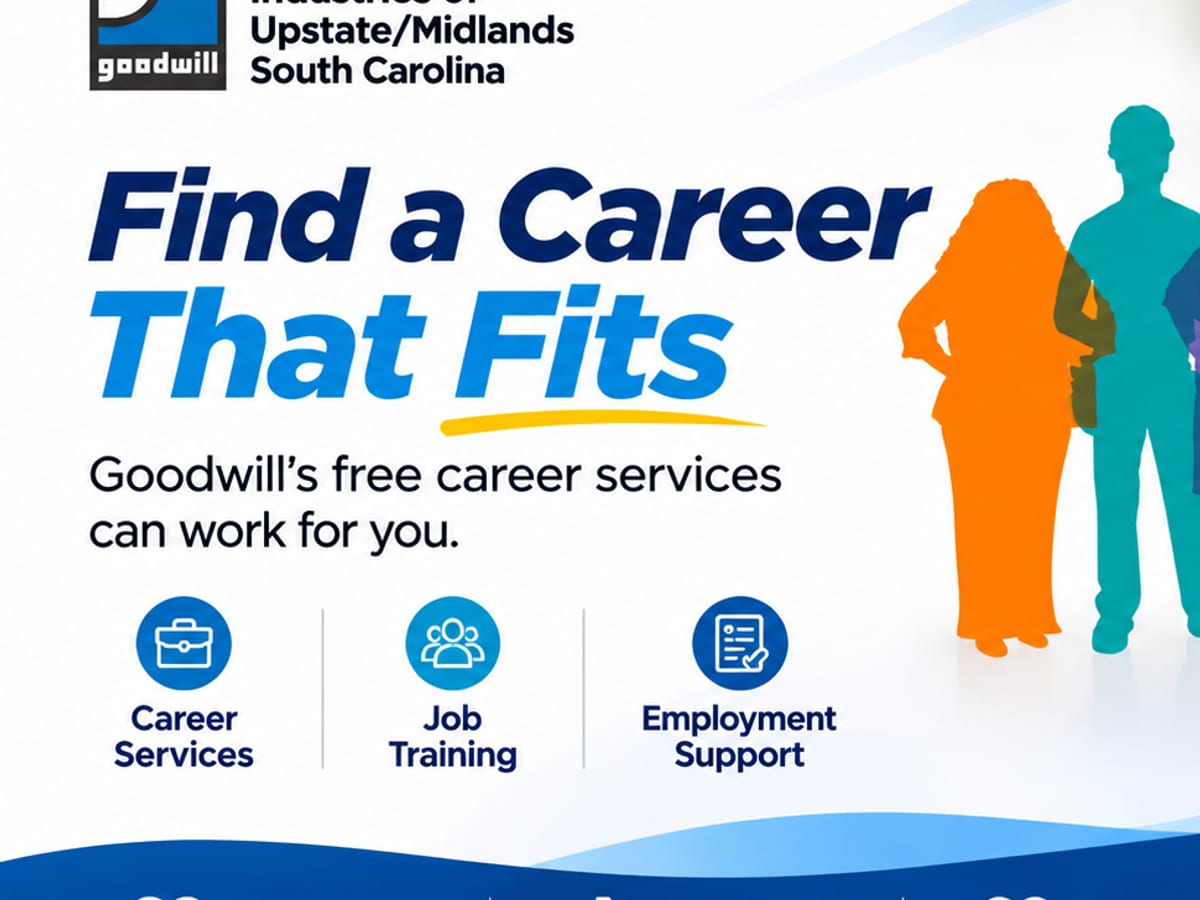 goodwill
Upstate/Midlands
South Carolina
Find a Career
That Fits
Goodwill’s free career services
can work for you.
Career
Services
Job
Training
Employment
Support